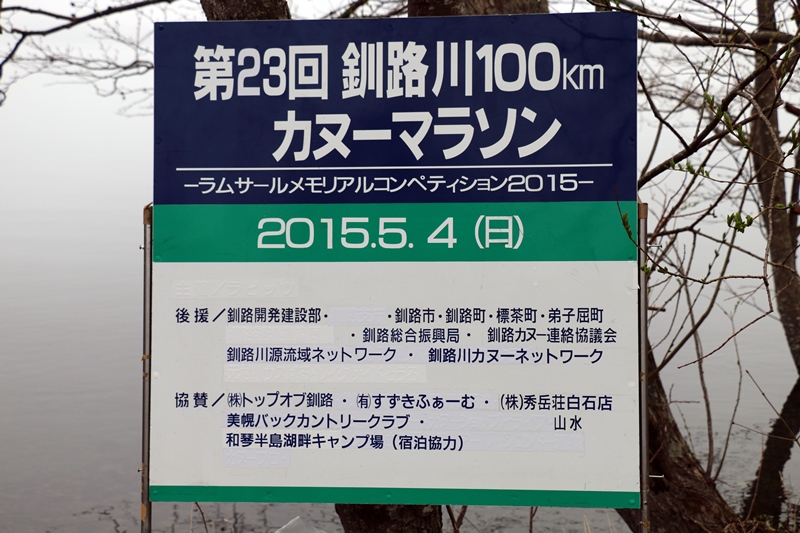 第23回 釧路川100km
カヌーマラソン
−ラムサールメモリアルコンペティション2015−
2015.5. 4 (日)
後援／釧路開発建設部・ ・釧路市・釧路町・標茶町・弟子屈町
・釧路総合振興局・ 釧路カヌー連絡協議会
釧路川源流域ネットワーク ・ 釧路川カヌーネットワーク
協賛／㈱トップオブ釧路 ・ ㈲すずきふぁーむ ・ (株)秀岳荘白石店
美幌バックカントリークラブ・ 山水
和琴半島湖畔キャンプ場（宿泊協力）